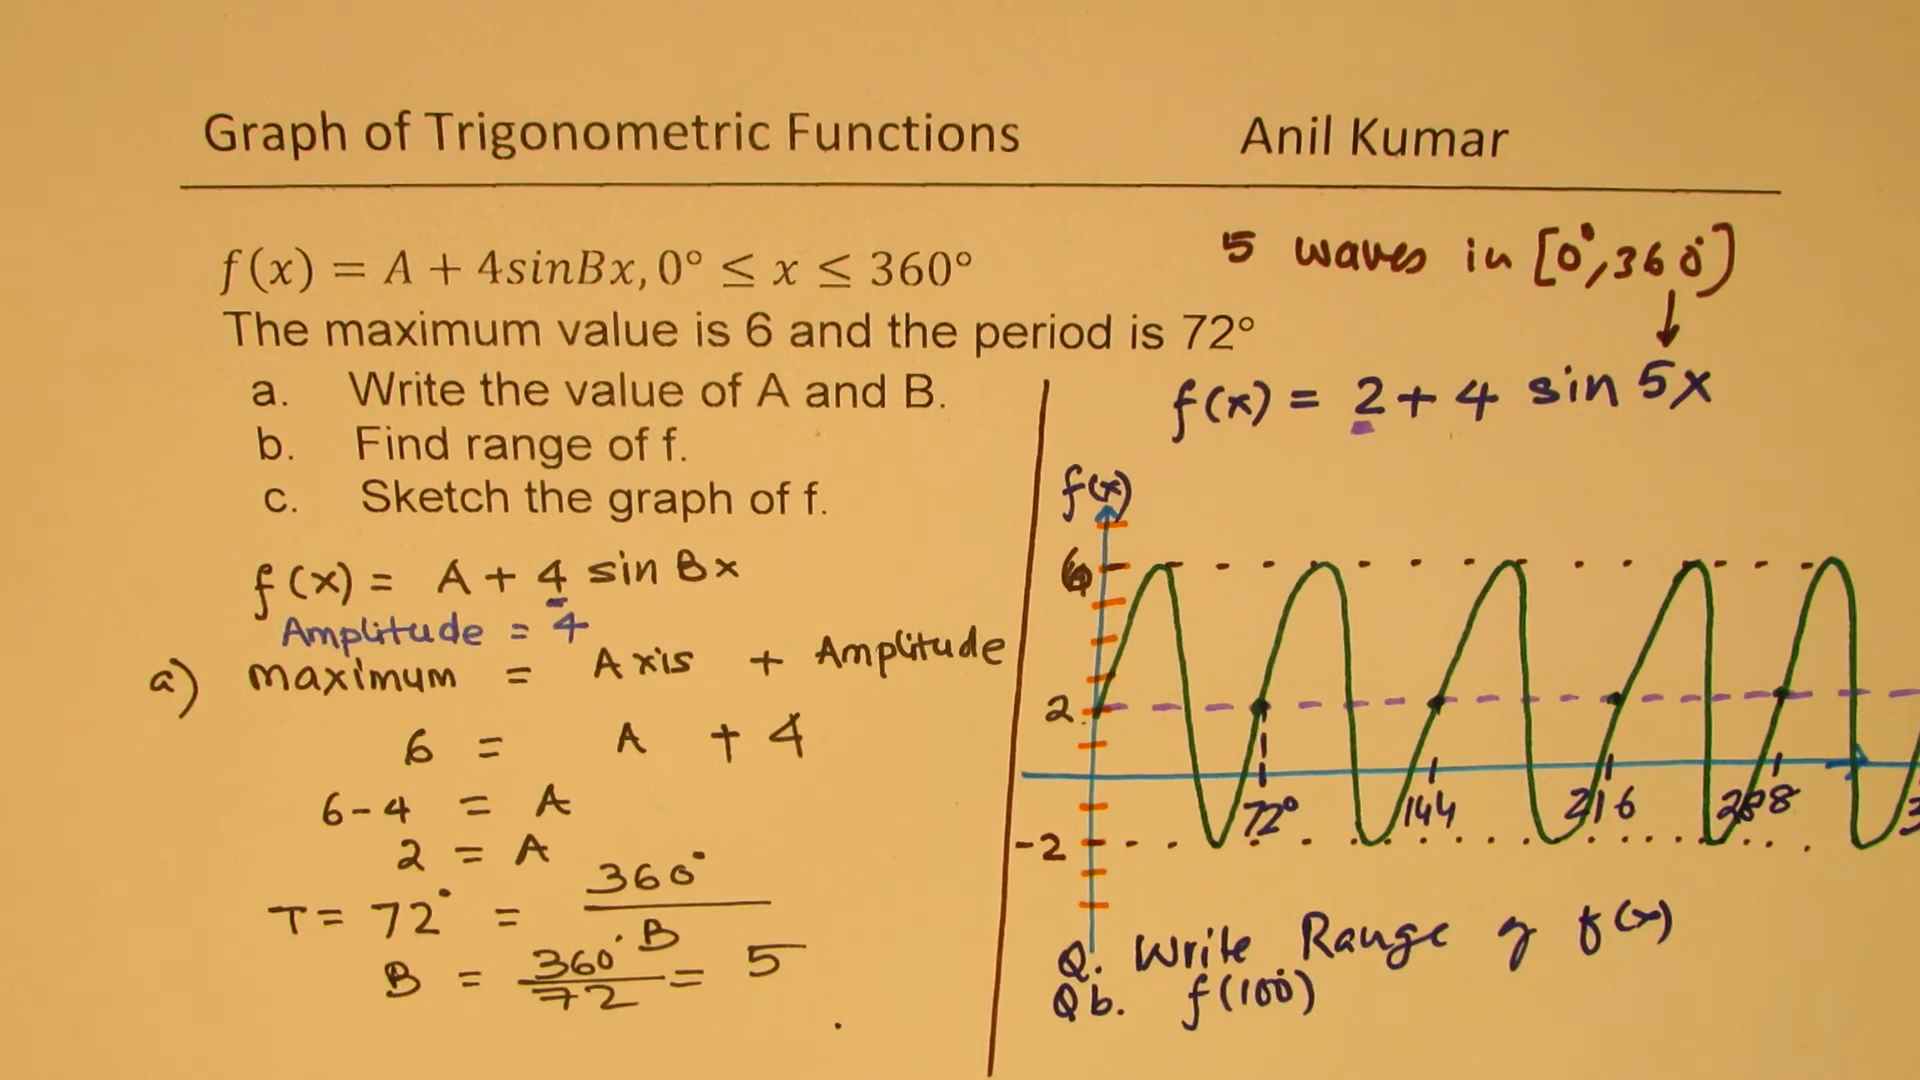 Graph of Trigonometric Functions Anil Kumar
f(x) = A + 4sinBx, 0° ≤ x ≤ 360°
The maximum value is 6 and the period is 72°
a. Write the value of A and B.
b. Find range of f.
c. Sketch the graph of f.
f(x) = A + 4 sin Bx
Amplitude = 4
a) maximum = Axis + Amplitude
6 = A + 4
6-4 = A
2 = A
T = 72° = 360°/B
B = 360°/72 = 5
5 waves in [0°, 360°]
f(x) = 2 + 4 sin 5x
f(x)
6
2
72° 144 216 288
-2
Q. Write Range of f(x)
Qb. f(100°)